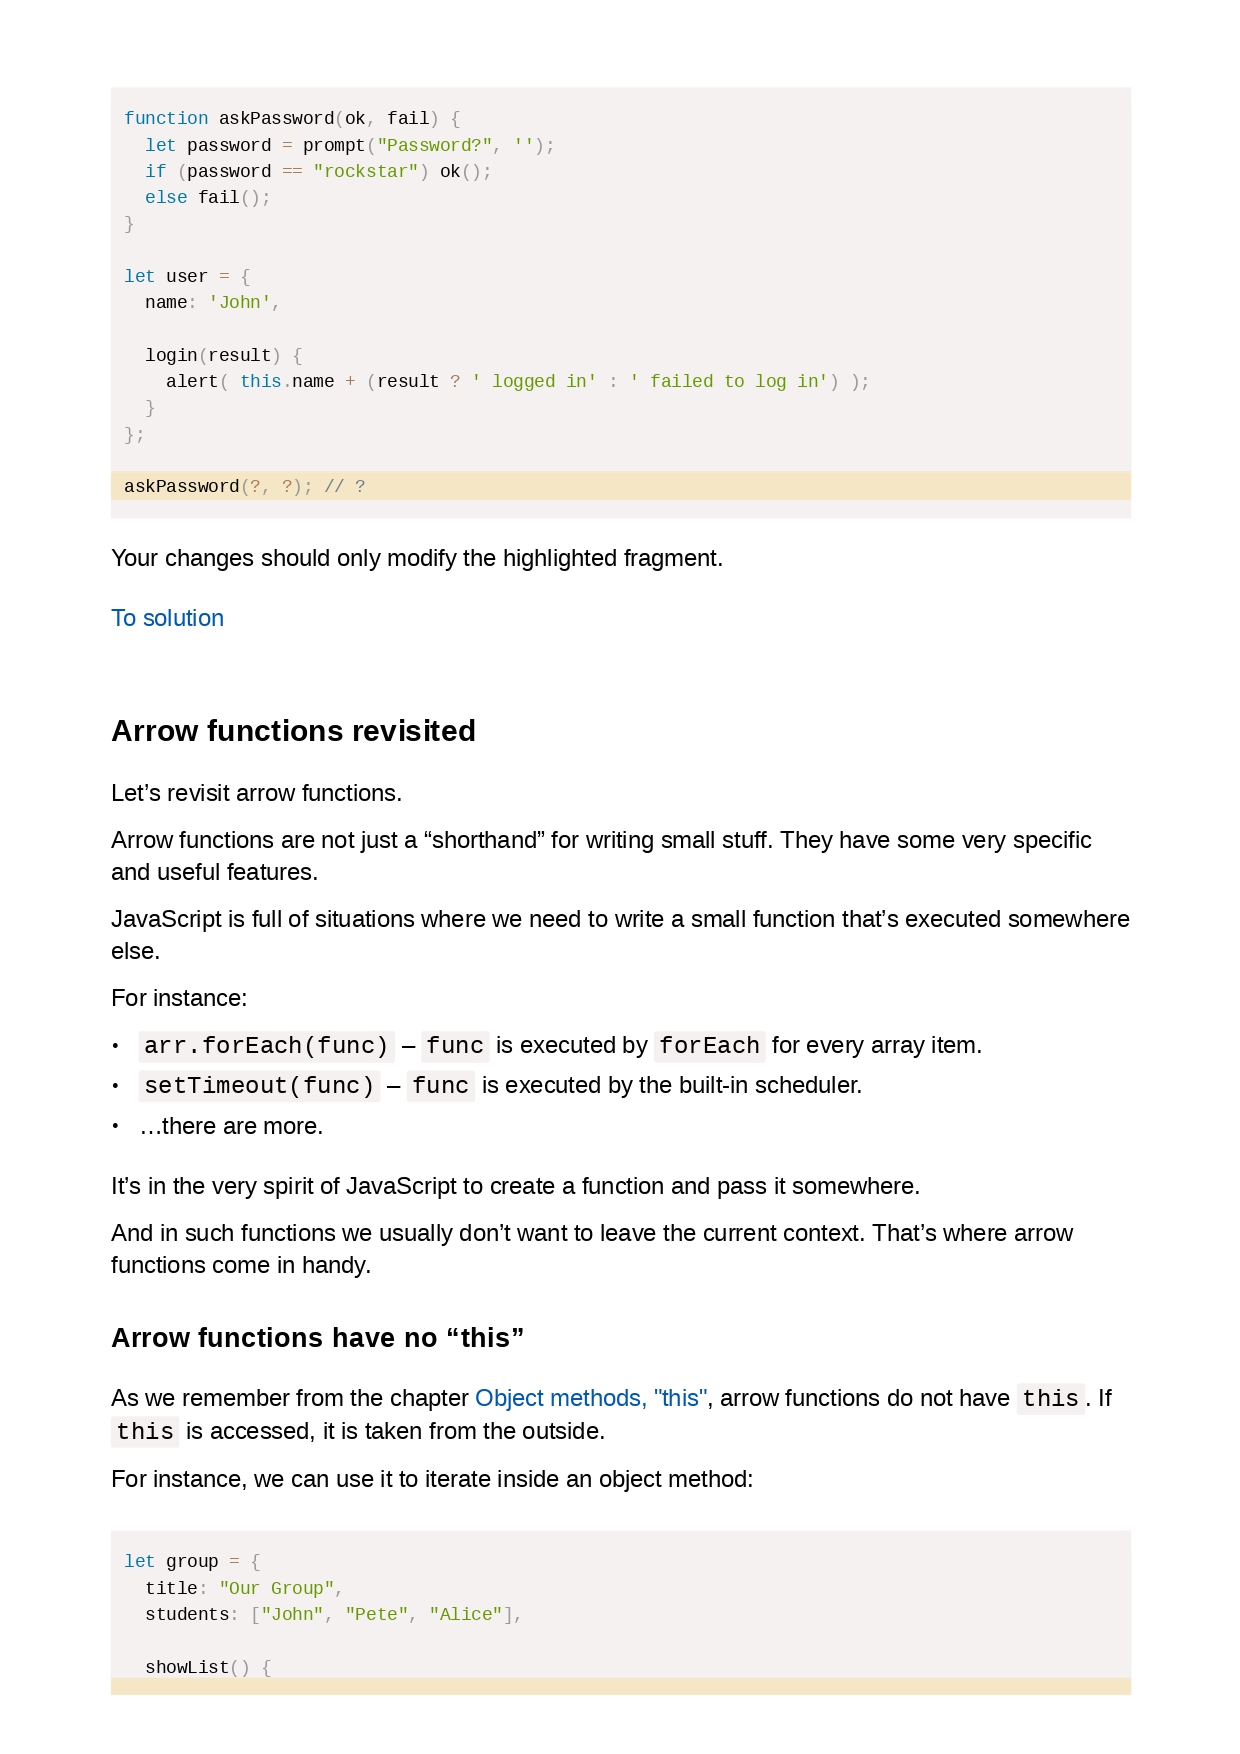 function askPassword(ok, fail) {
  let password = prompt("Password?", '');
  if (password == "rockstar") ok();
  else fail();
}

let user = {
  name: 'John',

  login(result) {
    alert( this.name + (result ? ' logged in' : ' failed to log in') );
  }
};

askPassword(?, ?); // ?
Your changes should only modify the highlighted fragment.
To solution
Arrow functions revisited
Let’s revisit arrow functions.
Arrow functions are not just a “shorthand” for writing small stuff. They have some very specific
and useful features.
JavaScript is full of situations where we need to write a small function that’s executed somewhere
else.
For instance:
• arr.forEach(func) – func is executed by forEach for every array item.
• setTimeout(func) – func is executed by the built-in scheduler.
• …there are more.
It’s in the very spirit of JavaScript to create a function and pass it somewhere.
And in such functions we usually don’t want to leave the current context. That’s where arrow
functions come in handy.
Arrow functions have no “this”
As we remember from the chapter Object methods, "this", arrow functions do not have this. If
this is accessed, it is taken from the outside.
For instance, we can use it to iterate inside an object method:
let group = {
  title: "Our Group",
  students: ["John", "Pete", "Alice"],

  showList() {